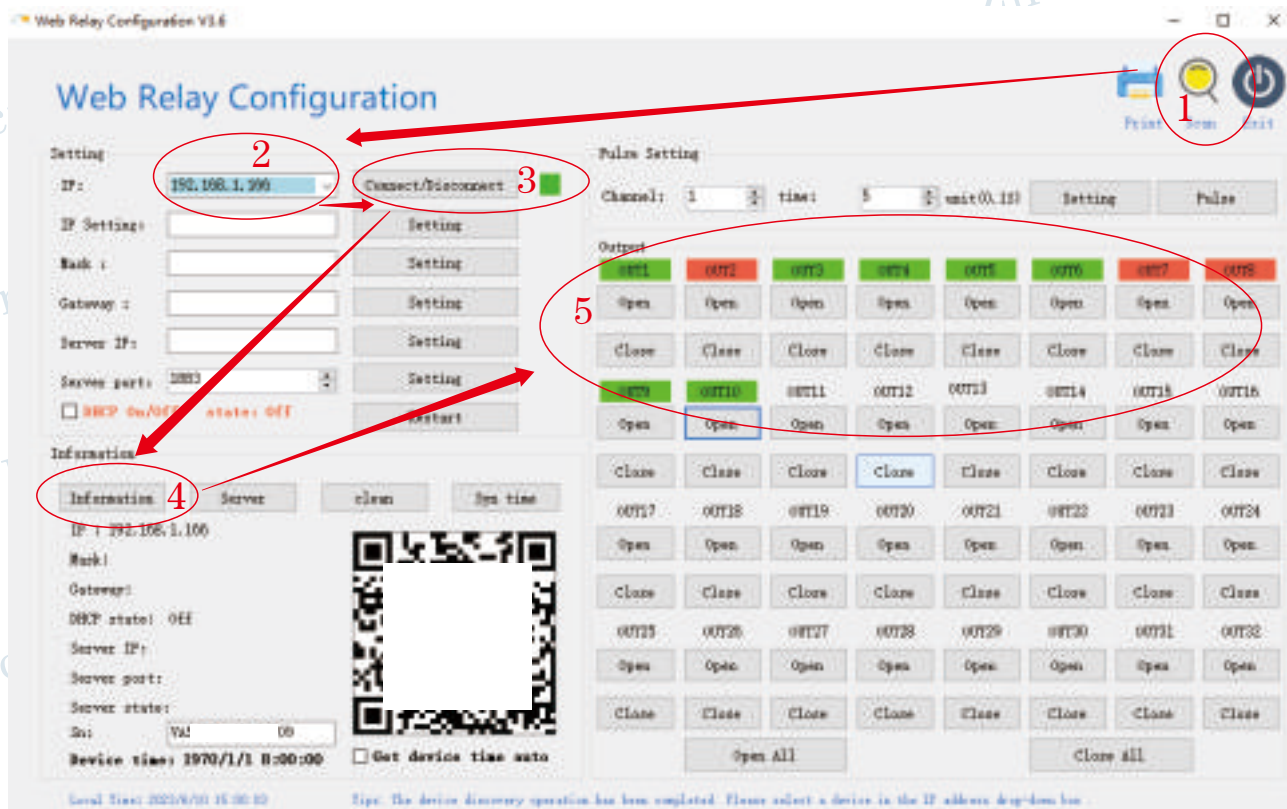 Web Relay Configuration V3.6
Web Relay Configuration
Print Scan Exit
1
Setting
2
IP: 192.168.1.166 Connect/Disconnect 3
IP Setting: Setting
Mask : Setting
Gateway : Setting
Server IP: Setting
Server port: 1883 Setting
DHCP On/Off state: Off Restart
Pulse Setting
Channel: 1 time: 5 unit(0.1S) Setting Pulse
Output
OUT1 OUT2 OUT3 OUT4 OUT5 OUT6 OUT7 OUT8
5
Open Open Open Open Open Open Open Open
Close Close Close Close Close Close Close Close
OUT9 OUT10 OUT11 OUT12 OUT13 OUT14 OUT15 OUT16
Open Open Open Open Open Open Open Open
Close Close Close Close Close Close Close Close
OUT17 OUT18 OUT19 OUT20 OUT21 OUT22 OUT23 OUT24
Open Open Open Open Open Open Open Open
Close Close Close Close Close Close Close Close
OUT25 OUT26 OUT27 OUT28 OUT29 OUT30 OUT31 OUT32
Open Open Open Open Open Open Open Open
Close Close Close Close Close Close Close Close
Open All Close All
Information
Information 4 Server clean Syn time
IP : 192.168.1.166
Mask:
Gateway:
DHCP state: Off
Server IP:
Server port:
Server state:
Sn:
Device time: 1970/1/1 8:00:00 Get device time auto
Local Time: Tips: The device discovery operation has been completed. Please select a device in the IP address drop-down box